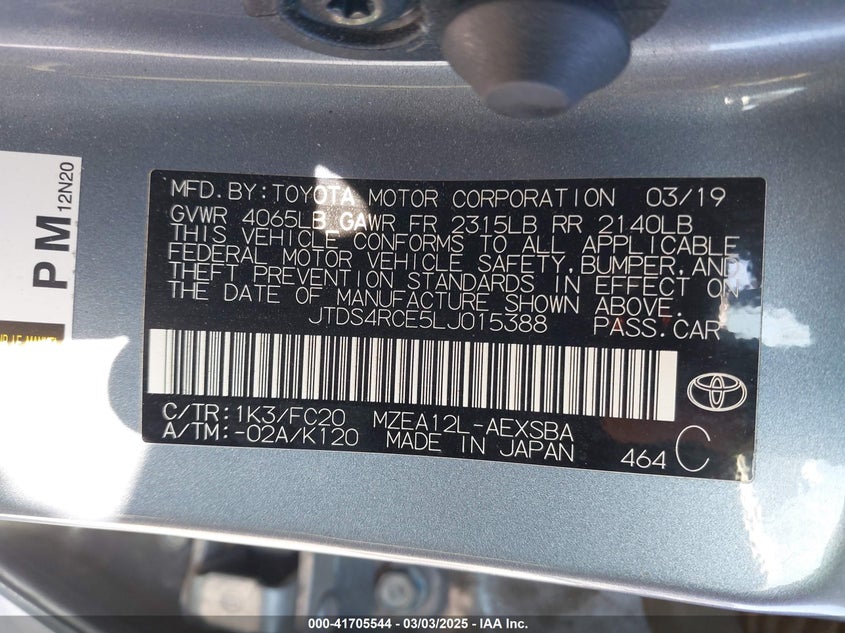 PM 12N20
MFD.BY:TOYOTA MOTOR CORPORATION 03/19
GVWR 4065LB GAWR FR 2315LB RR 2140LB
THIS VEHICLE CONFORMS TO ALL APPLICABLE
FEDERAL MOTOR VEHICLE SAFETY,BUMPER,AND
THEFT PREVENTION STANDARDS IN EFFECT ON
THE DATE OF MANUFACTURE SHOWN ABOVE.
JTDS4RCE5LJ015388 PASS.CAR
C/TR:1K3/FC20 MZEA12L-AEXSBA
A/TM:-02A/K120 MADE IN JAPAN
464 C
000-41705544 - 03/03/2025 - IAA Inc.